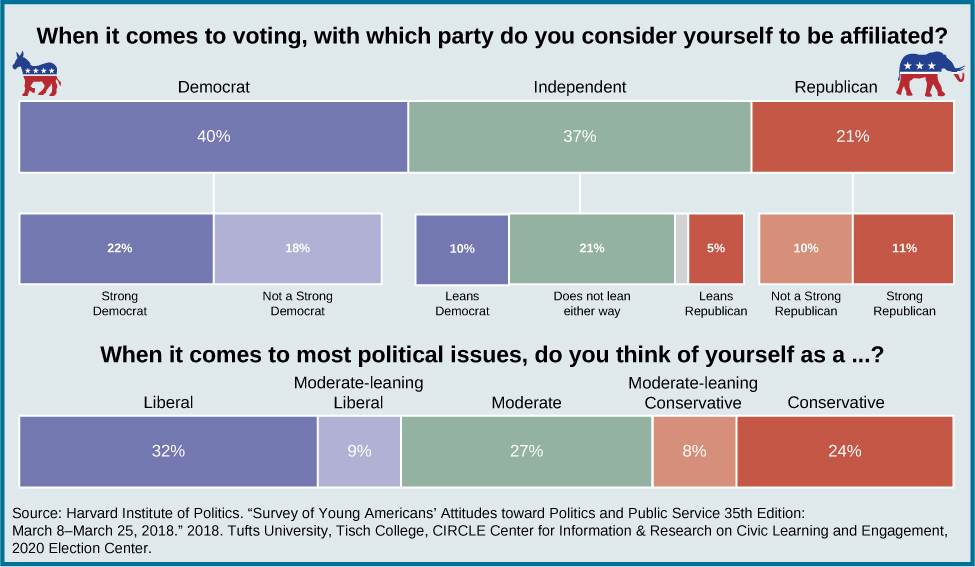 When it comes to voting, with which party do you consider yourself to be affiliated?
Democrat Independent Republican
40% 37% 21%
22% 18% 10% 21% 5% 10% 11%
Strong Not a Strong Leans Does not lean Leans Not a Strong Strong
Democrat Democrat Democrat either way Republican Republican Republican
When it comes to most political issues, do you think of yourself as a ...?
Moderate-leaning Moderate-leaning
Liberal Liberal Moderate Conservative Conservative
32% 9% 27% 8% 24%
Source: Harvard Institute of Politics. “Survey of Young Americans’ Attitudes toward Politics and Public Service 35th Edition:
March 8–March 25, 2018.” 2018. Tufts University, Tisch College, CIRCLE Center for Information & Research on Civic Learning and Engagement,
2020 Election Center.